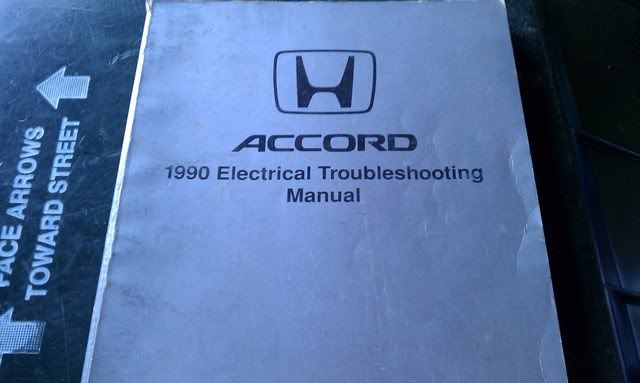 ACCORD
1990 Electrical Troubleshooting
Manual
FACE ARROWS
TOWARD STREET